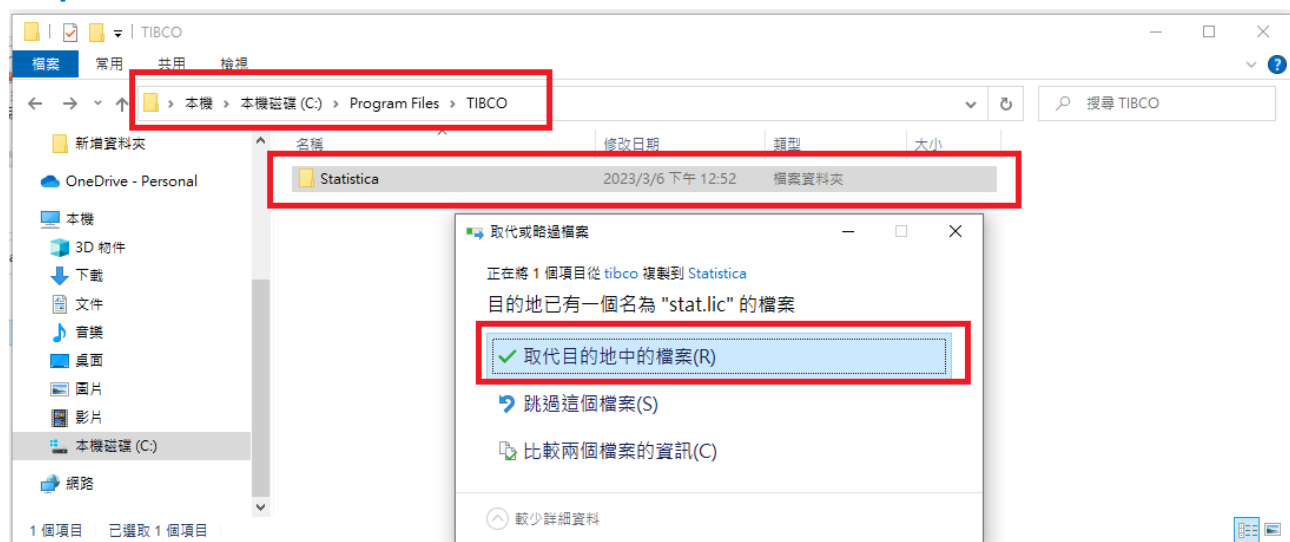 TIBCO
檔案 常用 共用 檢視
本機 › 本機磁碟 (C:) › Program Files › TIBCO
搜尋 TIBCO
名稱 修改日期 類型 大小
Statistica 2023/3/6 下午 12:52 檔案資料夾
新增資料夾
OneDrive - Personal
本機
3D 物件
下載
文件
音樂
桌面
圖片
影片
本機磁碟 (C:)
網路
1 個項目 已選取 1 個項目
取代或略過檔案
正在將 1 個項目從 tibco 複製到 Statistica
目的地已有一個名為 "stat.lic" 的檔案
取代目的地中的檔案(R)
跳過這個檔案(S)
比較兩個檔案的資訊(C)
較少詳細資料